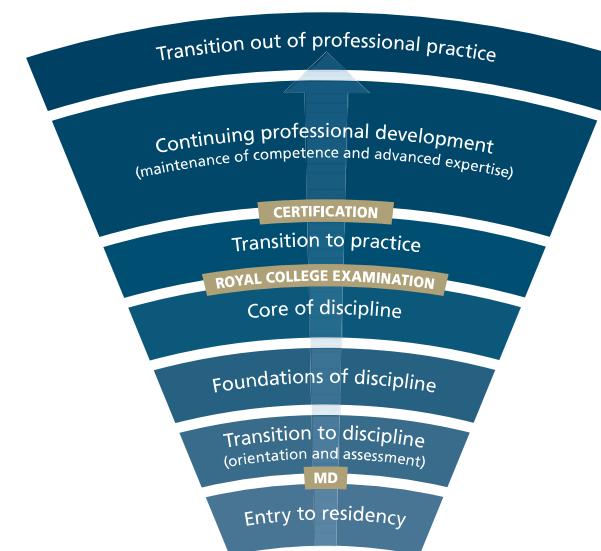 Transition out of professional practice
Continuing professional development
(maintenance of competence and advanced expertise)
CERTIFICATION
Transition to practice
ROYAL COLLEGE EXAMINATION
Core of discipline
Foundations of discipline
Transition to discipline
(orientation and assessment)
MD
Entry to residency